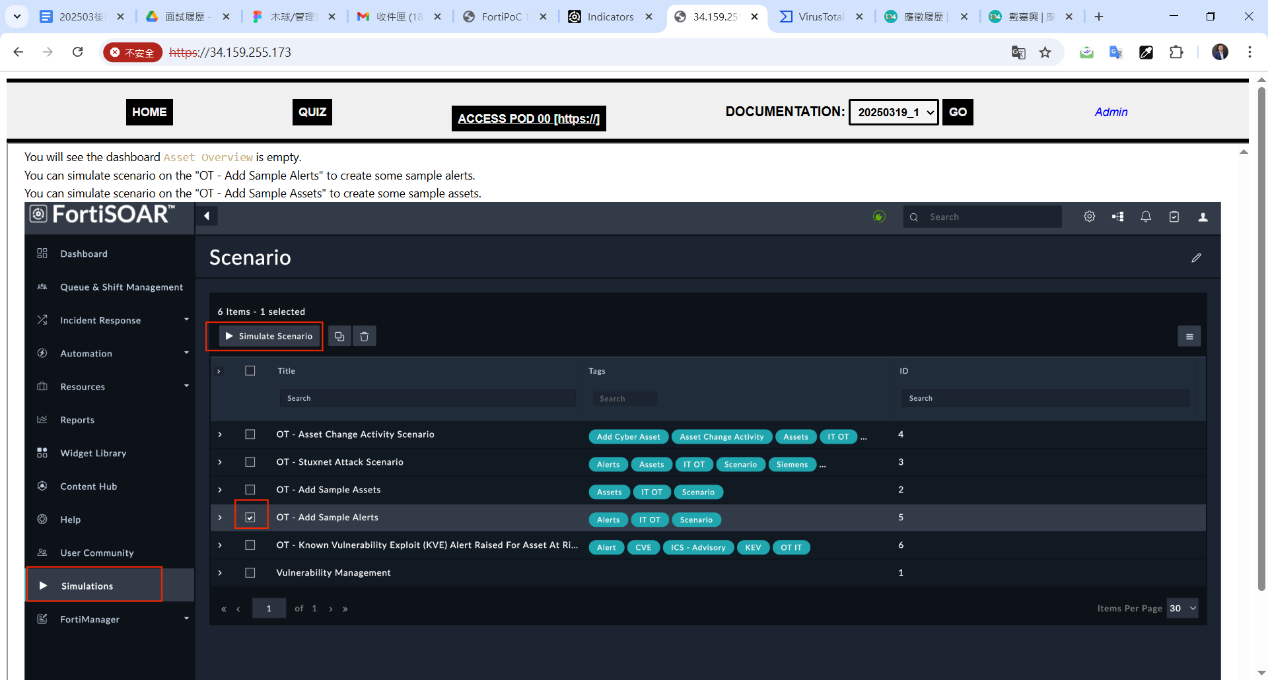 202503後
面試履歷 -
木球/管理
收件匣 (18
FortiPoC
Indicators
34.159.25
VirusTotal
應徵履歷 |
戴嘉興 |
不安全 https://34.159.255.173
HOME QUIZ ACCESS POD 00 [https://] DOCUMENTATION: 20250319_1 GO Admin
You will see the dashboard Asset Overview is empty.
You can simulate scenario on the "OT - Add Sample Alerts" to create some sample alerts.
You can simulate scenario on the "OT - Add Sample Assets" to create some sample assets.
FortiSOAR™
Search
Dashboard
Queue & Shift Management
Incident Response
Automation
Resources
Reports
Widget Library
Content Hub
Help
User Community
Simulations
FortiManager
Scenario
6 Items - 1 selected
Simulate Scenario
Title Tags ID
Search Search Search
OT - Asset Change Activity Scenario Add Cyber Asset Asset Change Activity Assets IT OT ... 4
OT - Stuxnet Attack Scenario Alerts Assets IT OT Scenario Siemens ... 3
OT - Add Sample Assets Assets IT OT Scenario 2
OT - Add Sample Alerts Alerts IT OT Scenario 5
OT - Known Vulnerability Exploit (KVE) Alert Raised For Asset At Ri... Alert CVE ICS - Advisory KEV OT IT 6
Vulnerability Management 1
« ‹ 1 of 1 › » Items Per Page 30